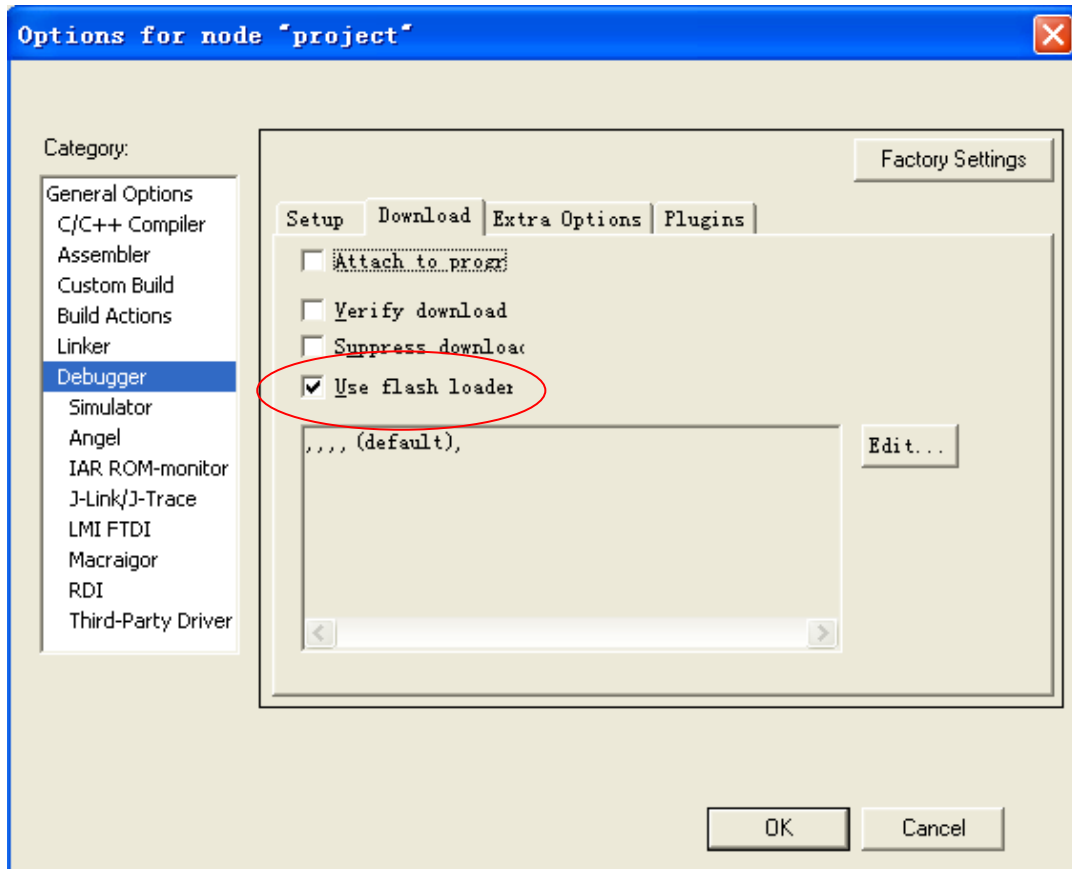 Options for node "project"
Category:
Factory Settings
General Options
C/C++ Compiler
Assembler
Custom Build
Build Actions
Linker
Debugger
Simulator
Angel
IAR ROM-monitor
J-Link/J-Trace
LMI FTDI
Macraigor
RDI
Third-Party Driver
Setup Download Extra Options Plugins
Attach to progr
Verify download
Suppress downloac
Use flash loader
,,,, (default),
Edit...
OK Cancel